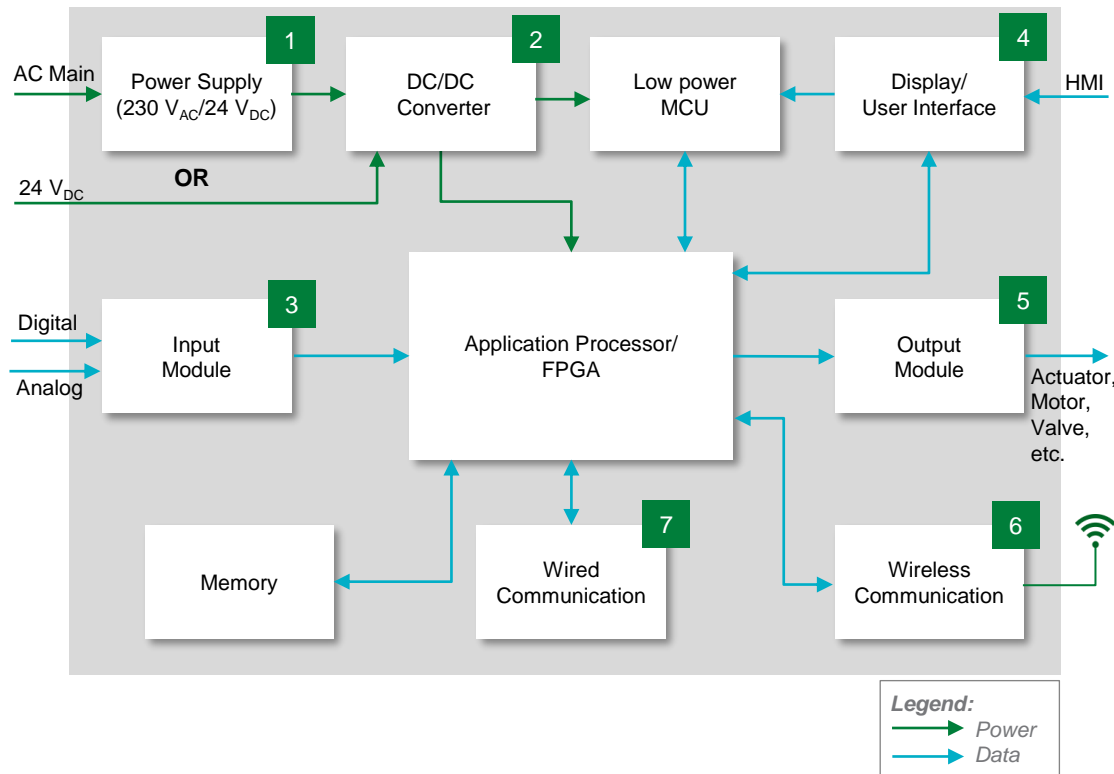 1
2
4
AC Main
Power Supply
(230 VAC/24 VDC)
DC/DC
Converter
Low power
MCU
Display/
User Interface
HMI
OR
24 VDC
3
5
Digital
Analog
Input
Module
Application Processor/
FPGA
Output
Module
Actuator,
Motor,
Valve,
etc.
7
6
Memory
Wired
Communication
Wireless
Communication
Legend:
Power
Data